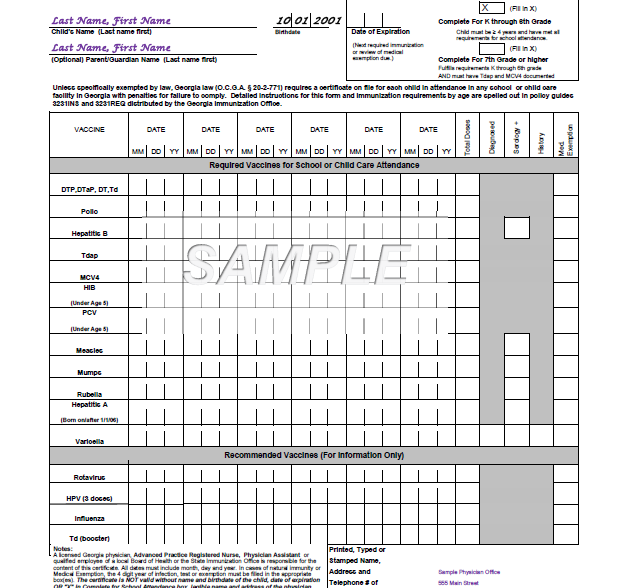 X (Fill in X)
Last Name, First Name 10 01 2001
Child's Name (Last name first) Birthdate Date of Expiration
Complete For K through 6th Grade
(Next required immunization or review of medical exemption due.)
Child must be ≥ 4 years and have met all requirements for school attendance.
Last Name, First Name
(Fill in X)
(Optional) Parent/Guardian Name (Last name first)
Complete For 7th Grade or higher
Fulfills requirements K through 6th grade
AND must have Tdap and MCV4 documented
Unless specifically exempted by law, Georgia law (O.C.G.A. § 20-2-771) requires a certificate on file for each child in attendance in any school or child care
facility in Georgia with penalties for failure to comply. Detailed instructions for this form and immunization requirements by age are spelled out in policy guides
3231INS and 3231REQ distributed by the Georgia Immunization Office.
VACCINE DATE DATE DATE DATE DATE DATE Total Doses Diagnosed Serology + History Med. Exemption
MM DD YY MM DD YY MM DD YY MM DD YY MM DD YY MM DD YY
Required Vaccines for School or Child Care Attendance
DTP,DTaP, DT,Td
Polio
Hepatitis B
Tdap
SAMPLE
MCV4
HIB
(Under Age 5)
PCV
(Under Age 5)
Measles
Mumps
Rubella
Hepatitis A
(Born on/after 1/1/06)
Varicella
Recommended Vaccines (For Information Only)
Rotavirus
HPV (3 doses)
Influenza
Td (booster)
Notes:
A licensed Georgia physician, Advanced Practice Registered Nurse, Physician Assistant or
qualified employee of a local Board of Health or the State Immunization Office is responsible for the
content of this certificate. All dates must include month, day and year. In cases of natural immunity or
Medical Exemption, the 4 digit year of infection, test or exemption must be filled in the appropriate
box(es). The certificate is NOT valid without name and birthdate of the child, date of expiration
OR "X" in Complete for School Attendance box, legible name and address of the physician
Printed, Typed or
Stamped Name,
Address and Sample Physician Office
Telephone # of 555 Main Street